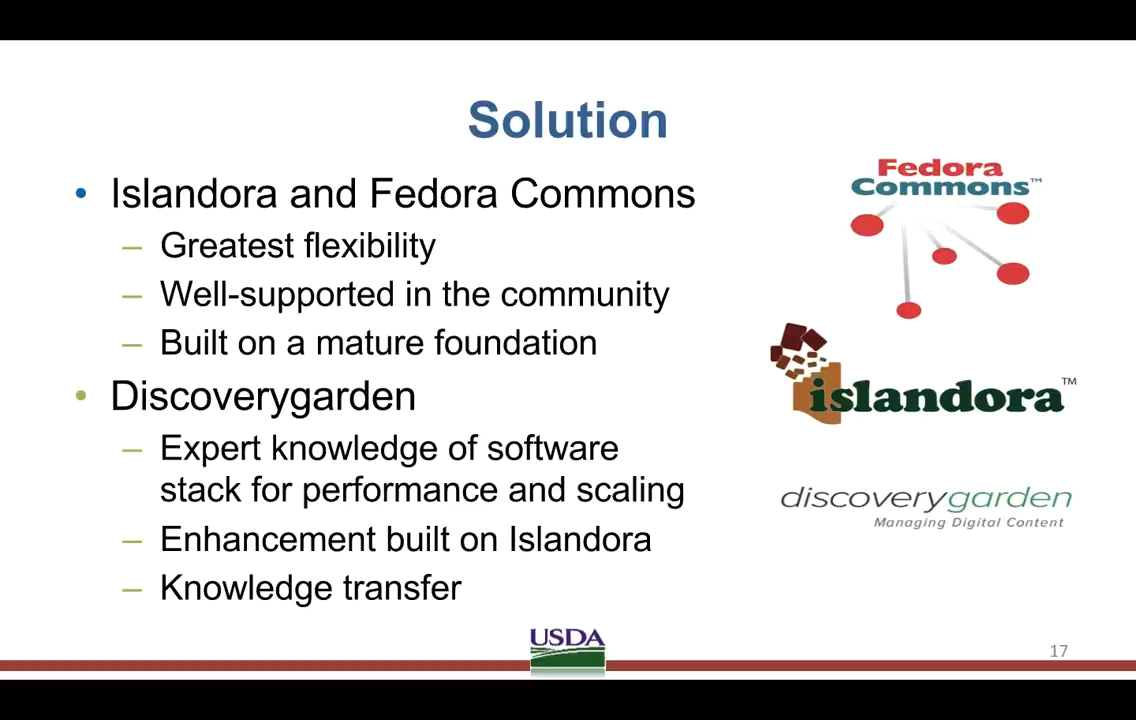 Solution
• Islandora and Fedora Commons
– Greatest flexibility
– Well-supported in the community
– Built on a mature foundation
• Discoverygarden
– Expert knowledge of software
stack for performance and scaling
– Enhancement built on Islandora
– Knowledge transfer
Fedora
Commons™
islandora™
discoverygarden
Managing Digital Content
USDA
17